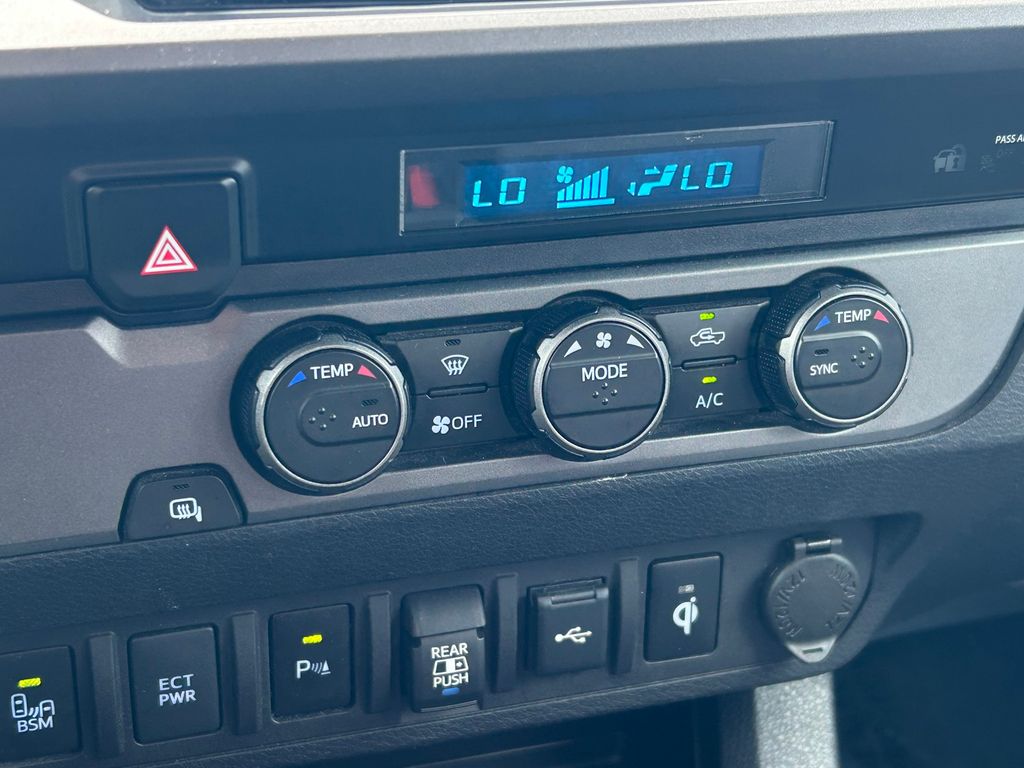 PASS
LO LO
TEMP
AUTO
OFF
MODE
A/C
TEMP
SYNC
BSM
ECT
PWR
P
REAR
PUSH